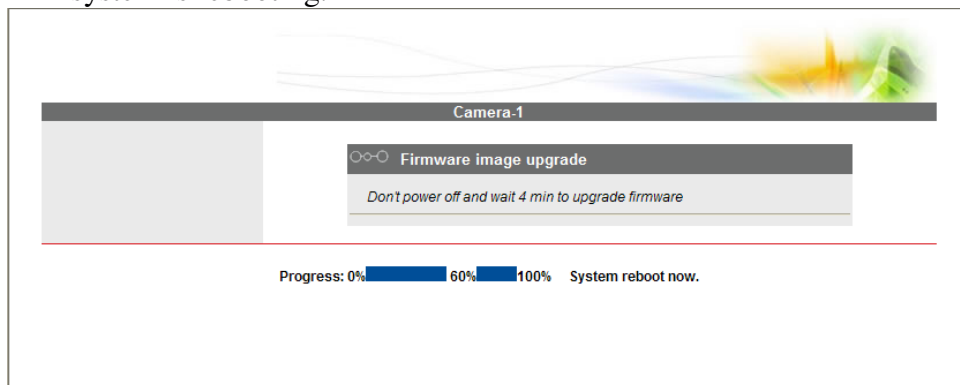 Camera-1
Firmware image upgrade
Don't power off and wait 4 min to upgrade firmware
Progress: 0% 60% 100% System reboot now.